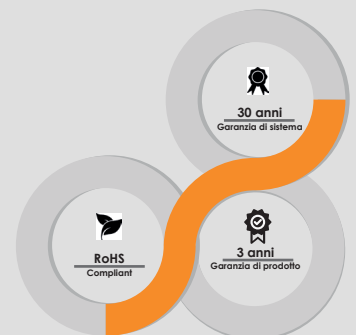 30 anni
Garanzia di sistema
RoHS
Compliant
3 anni
Garanzia di prodotto